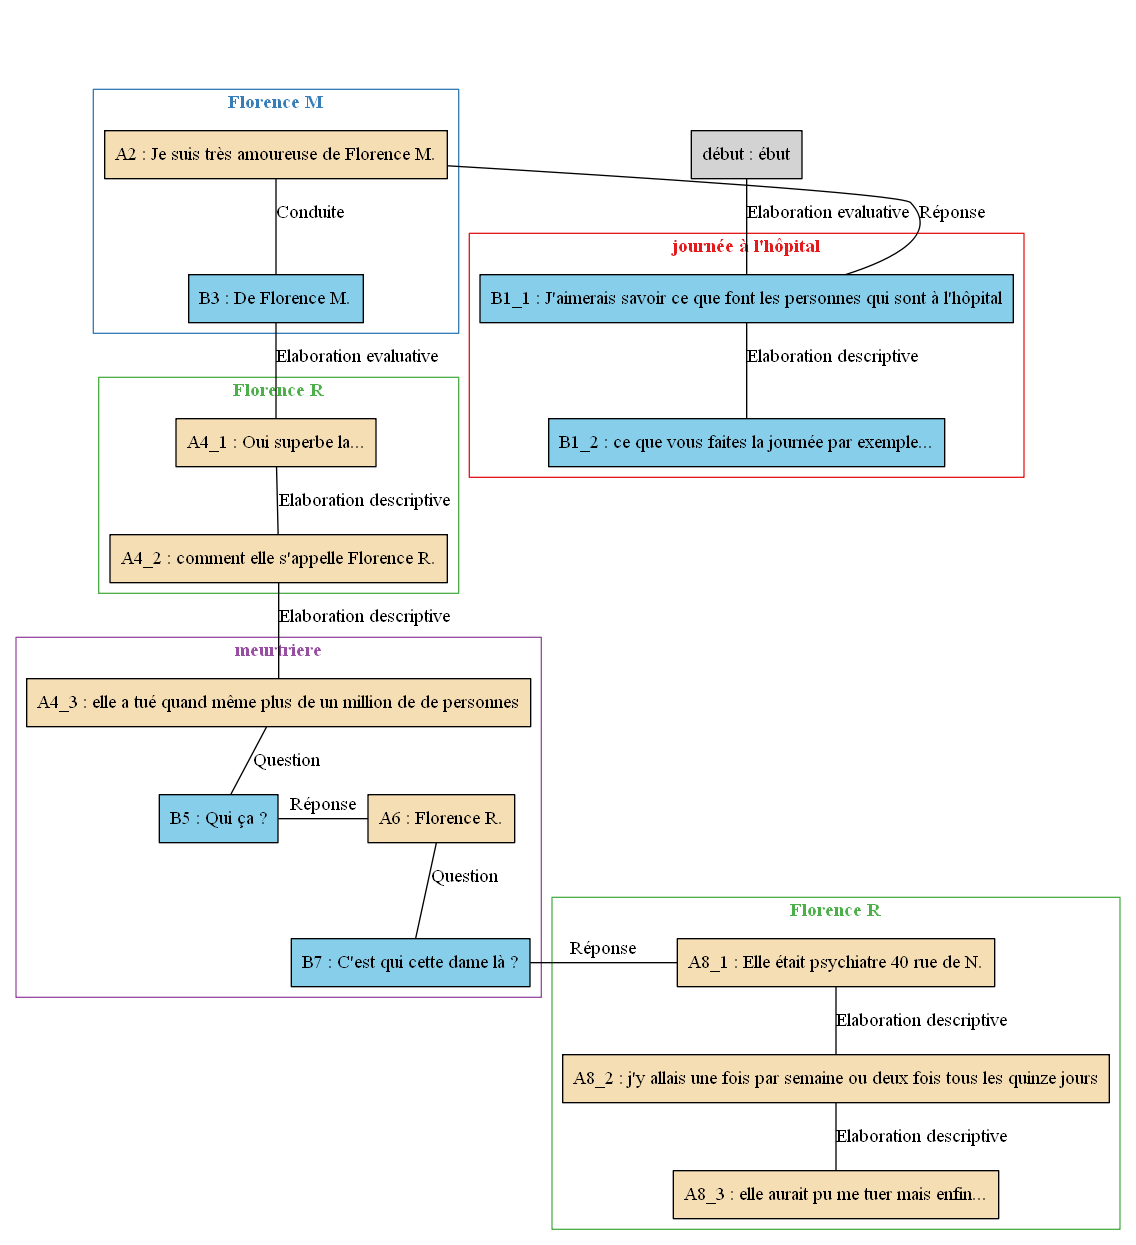 Florence M
A2 : Je suis très amoureuse de Florence M.
début : ébut
Conduite
Elaboration evaluative
Réponse
journée à l'hôpital
B3 : De Florence M.
B1_1 : J'aimerais savoir ce que font les personnes qui sont à l'hôpital
Elaboration evaluative
Elaboration descriptive
Florence R
A4_1 : Oui superbe la...
B1_2 : ce que vous faites la journée par exemple...
Elaboration descriptive
A4_2 : comment elle s'appelle Florence R.
Elaboration descriptive
meurtriere
A4_3 : elle a tué quand même plus de un million de de personnes
Question
Réponse
B5 : Qui ça ?
A6 : Florence R.
Question
Florence R
Réponse
B7 : C'est qui cette dame là ?
A8_1 : Elle était psychiatre 40 rue de N.
Elaboration descriptive
A8_2 : j'y allais une fois par semaine ou deux fois tous les quinze jours
Elaboration descriptive
A8_3 : elle aurait pu me tuer mais enfin...